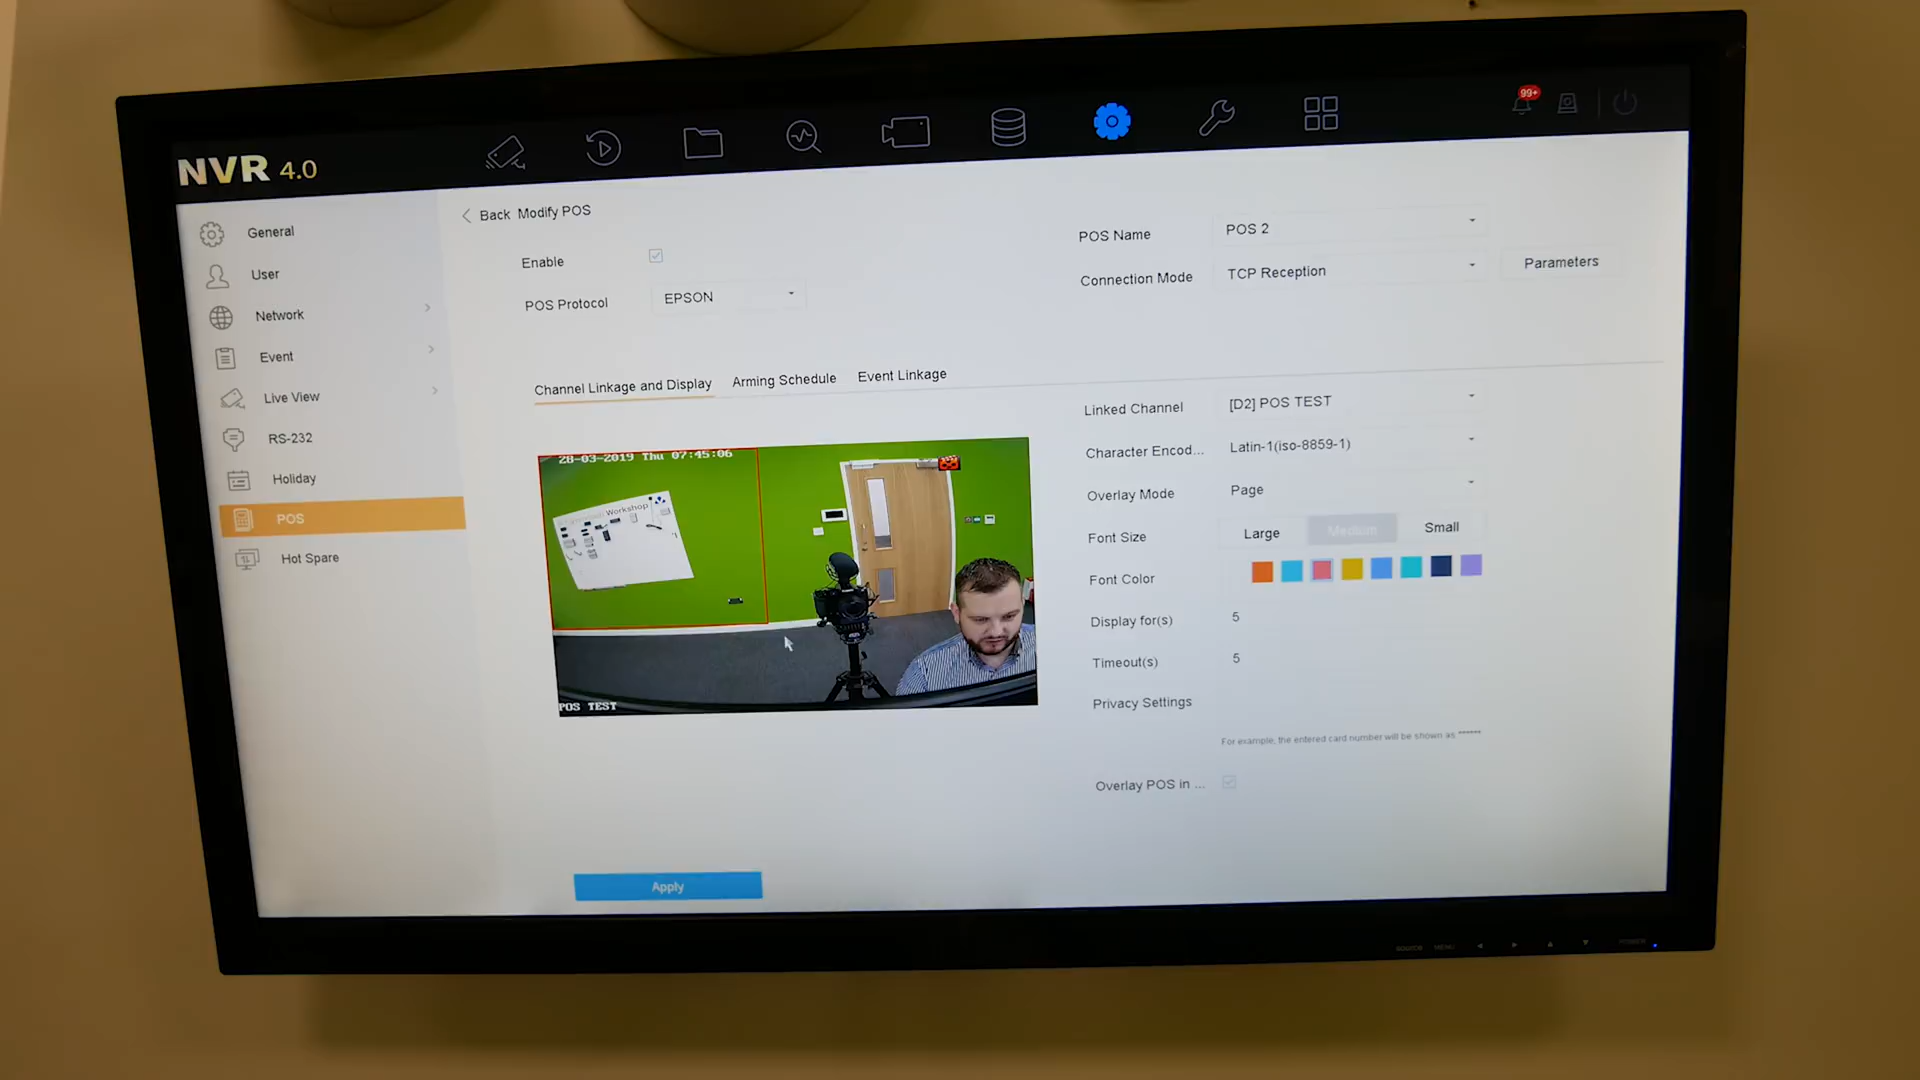 NVR 4.0
99+
General
User
Network
Event
Live View
RS-232
Holiday
POS
Hot Spare
Back Modify POS
Enable
POS Protocol EPSON
POS Name POS 2
Connection Mode TCP Reception Parameters
Channel Linkage and Display Arming Schedule Event Linkage
28-03-2019 Thu 07:45:06
Workshop
POS TEST
Linked Channel [D2] POS TEST
Character Encod... Latin-1(iso-8859-1)
Overlay Mode Page
Font Size Large Medium Small
Font Color
Display for(s) 5
Timeout(s) 5
Privacy Settings
For example, the entered card number will be shown as ******
Overlay POS in ...
Apply
SOURCE MENU POWER